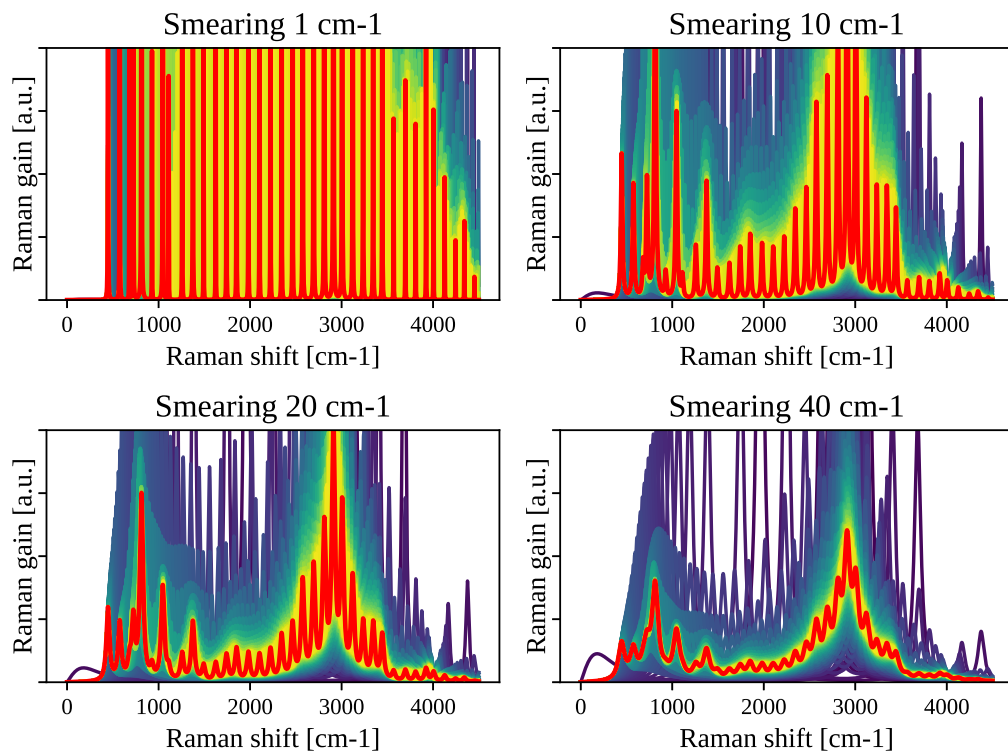 Smearing 1 cm-1
Smearing 10 cm-1
Raman gain [a.u.]
Raman gain [a.u.]
0 1000 2000 3000 4000
0 1000 2000 3000 4000
Raman shift [cm-1]
Raman shift [cm-1]
Smearing 20 cm-1
Smearing 40 cm-1
Raman gain [a.u.]
Raman gain [a.u.]
0 1000 2000 3000 4000
0 1000 2000 3000 4000
Raman shift [cm-1]
Raman shift [cm-1]